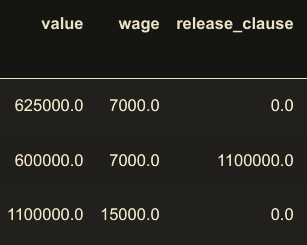 value wage release_clause
625000.0 7000.0 0.0
600000.0 7000.0 1100000.0
1100000.0 15000.0 0.0